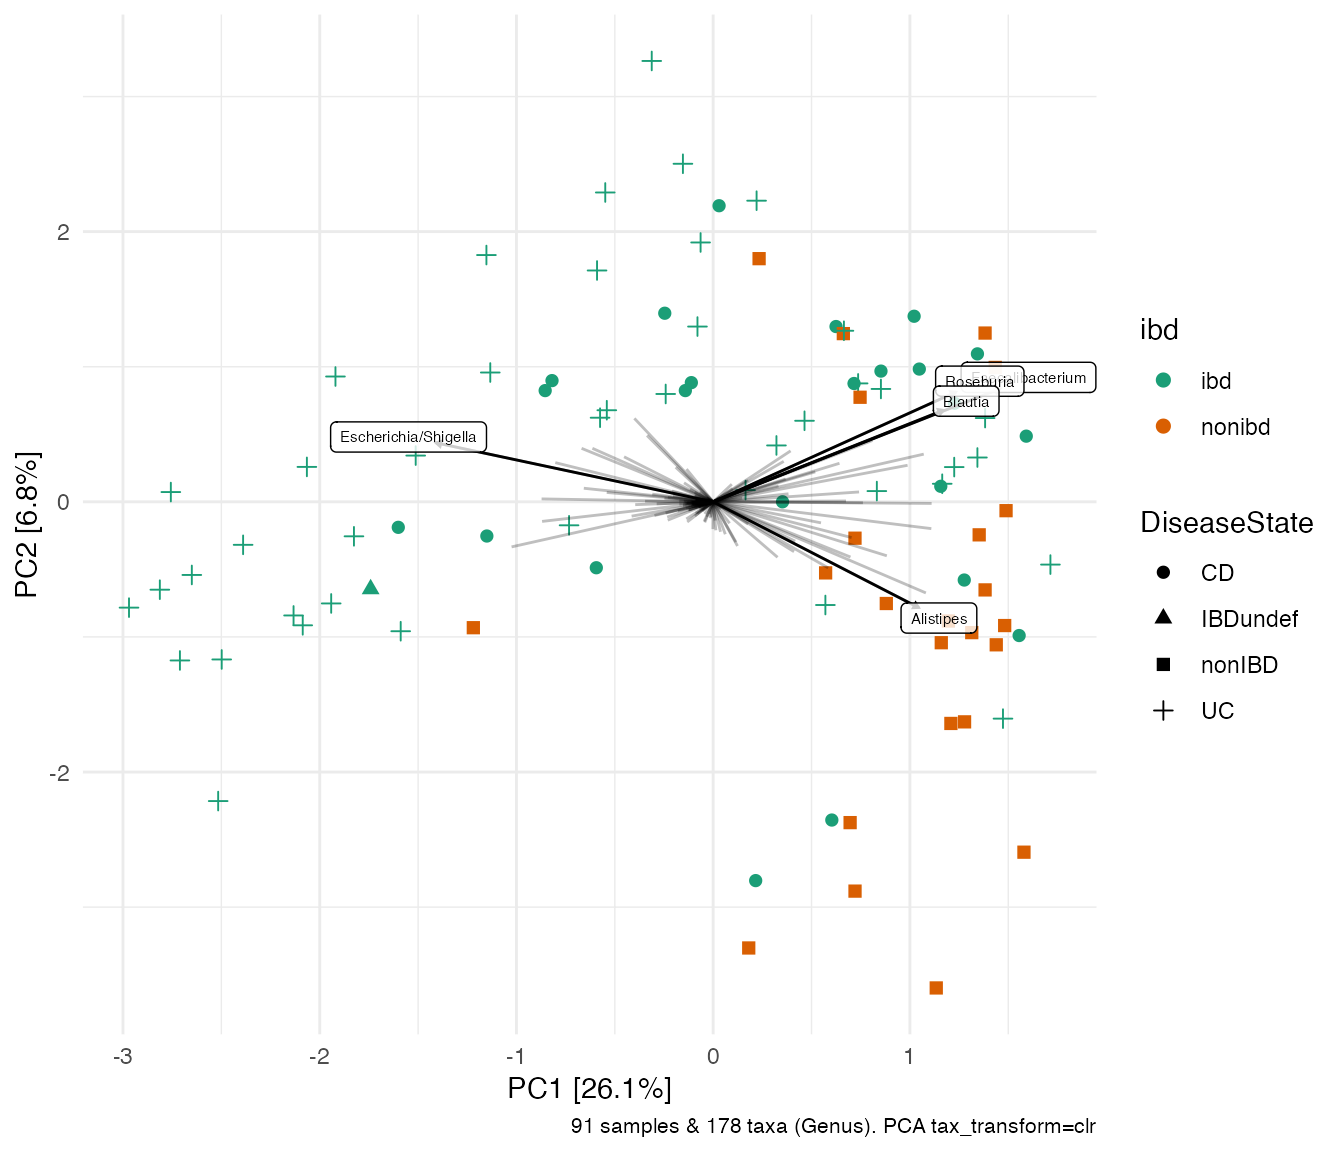 2
0
-2
-3
-2
-1
0
1
PC2 [6.8%]
PC1 [26.1%]
Escherichia/Shigella
Roseburia
Faecalibacterium
Blautia
Alistipes
ibd
ibd
nonibd
DiseaseState
CD
IBDundef
nonIBD
UC
91 samples & 178 taxa (Genus). PCA tax_transform=clr